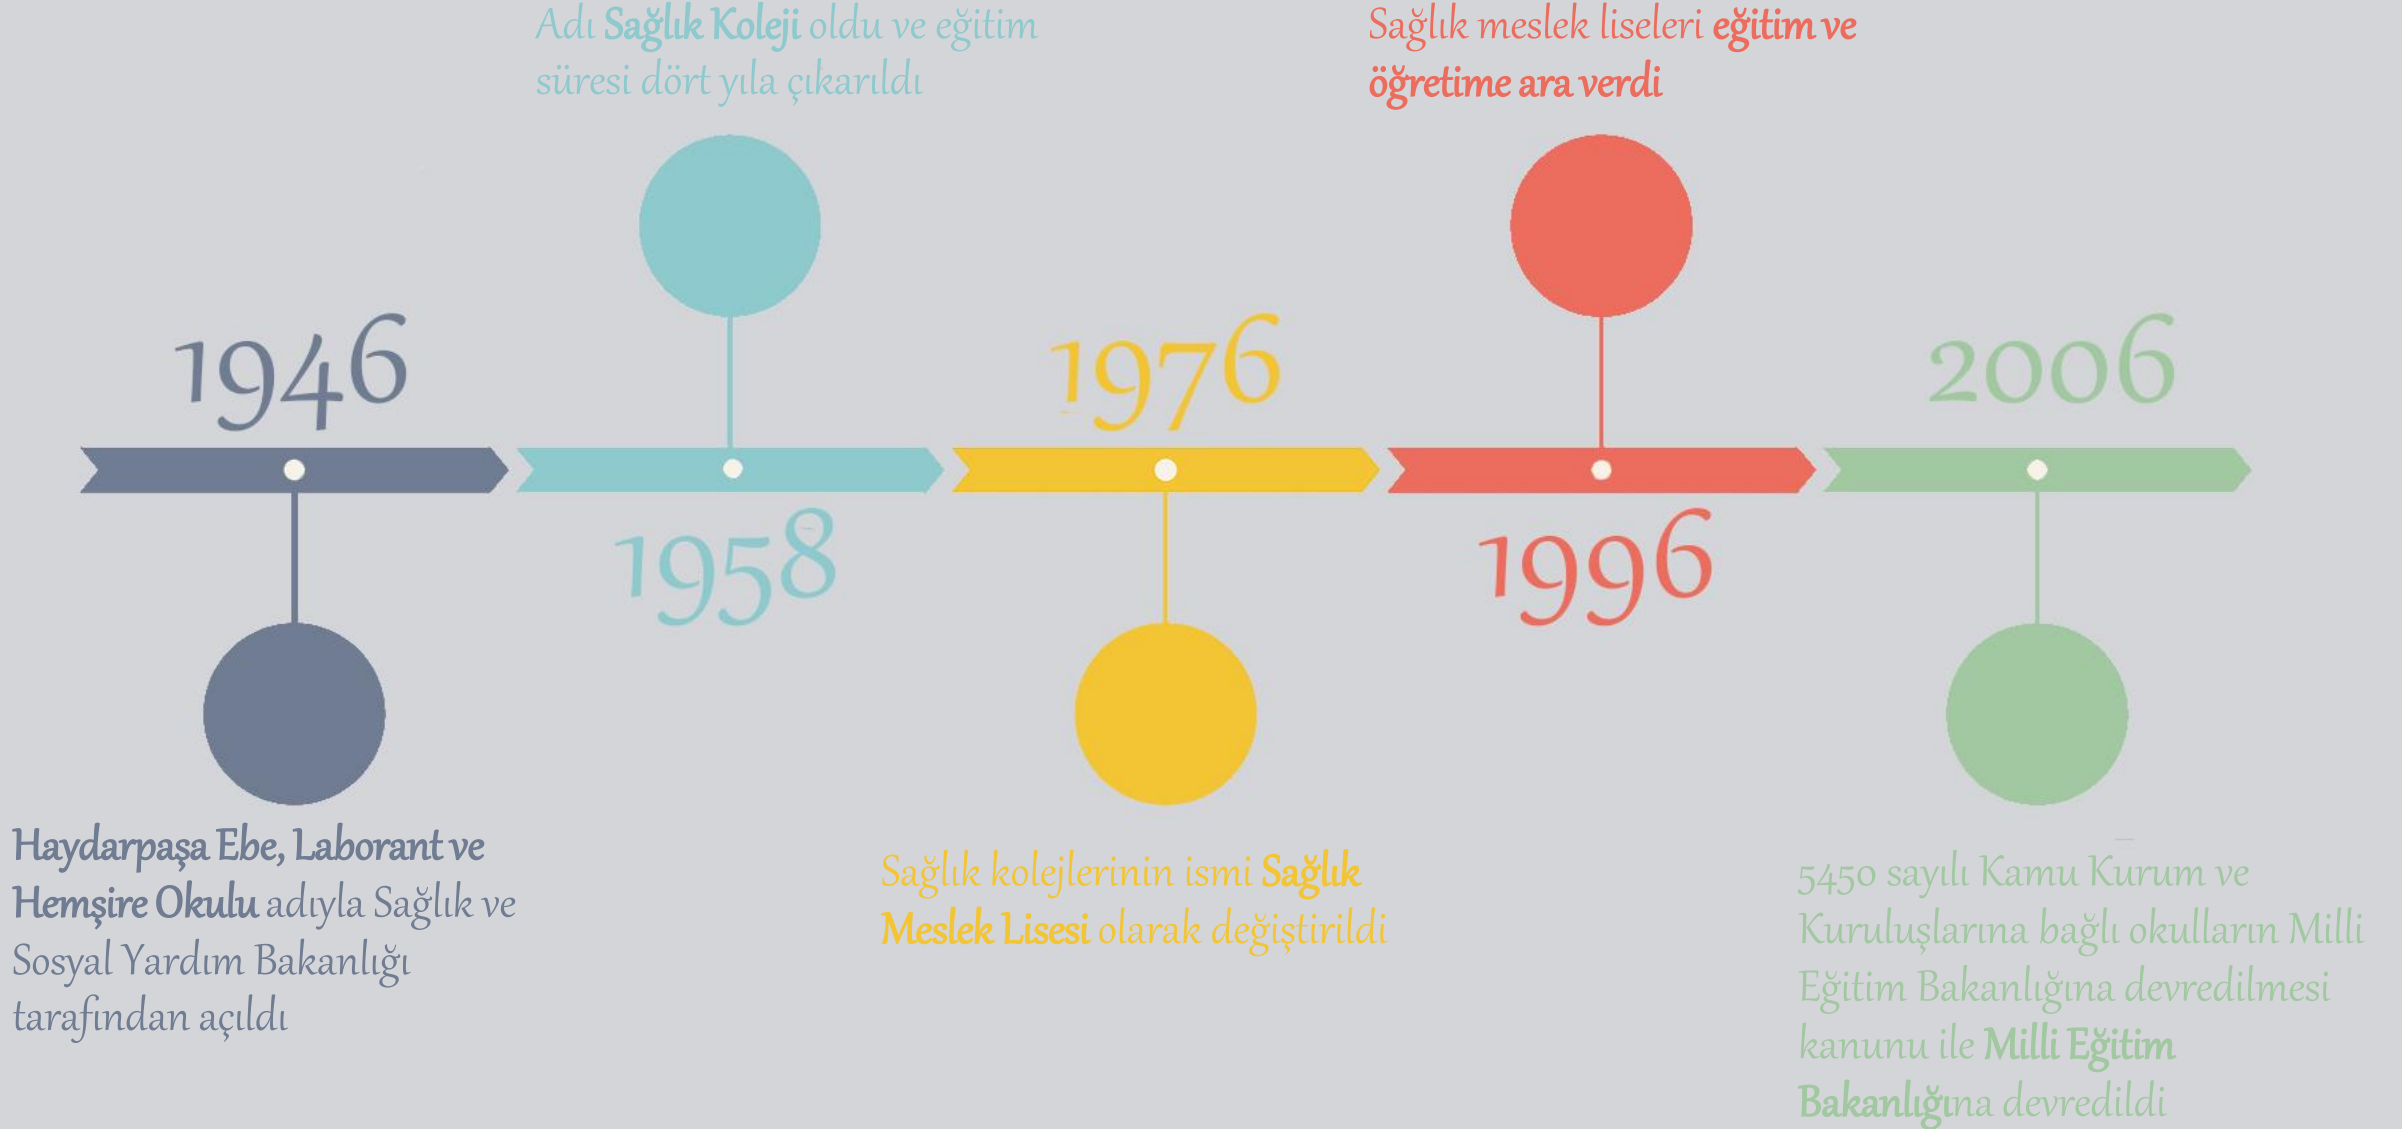 Adı Sağlık Koleji oldu ve eğitim
süresi dört yıla çıkarıldı
Sağlık meslek liseleri eğitim ve
öğretime ara verdi
1946
1976
2006
1958
1996
Haydarpaşa Ebe, Laborant ve
Hemşire Okulu adıyla Sağlık ve
Sosyal Yardım Bakanlığı
tarafından açıldı
Sağlık kolejlerinin ismi Sağlık
Meslek Lisesi olarak değiştirildi
5450 sayılı Kamu Kurum ve
Kuruluşlarına bağlı okulların Milli
Eğitim Bakanlığına devredilmesi
kanunu ile Milli Eğitim
Bakanlığına devredildi